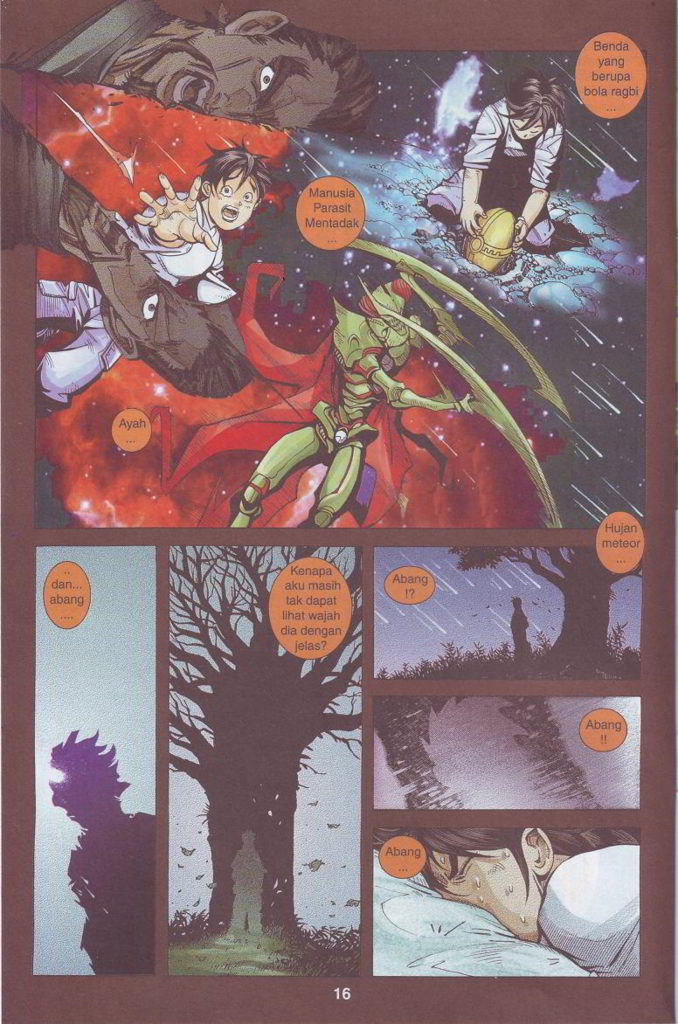 Benda
yang
berupa
bola ragbi
...
Manusia
Parasit
Mentadak
...
Ayah
...
Hujan
meteor
...
Abang
!?
Kenapa
aku masih
tak dapat
lihat wajah
dia dengan
jelas?
..
dan...
abang
....
Abang
!!
Abang
...
16